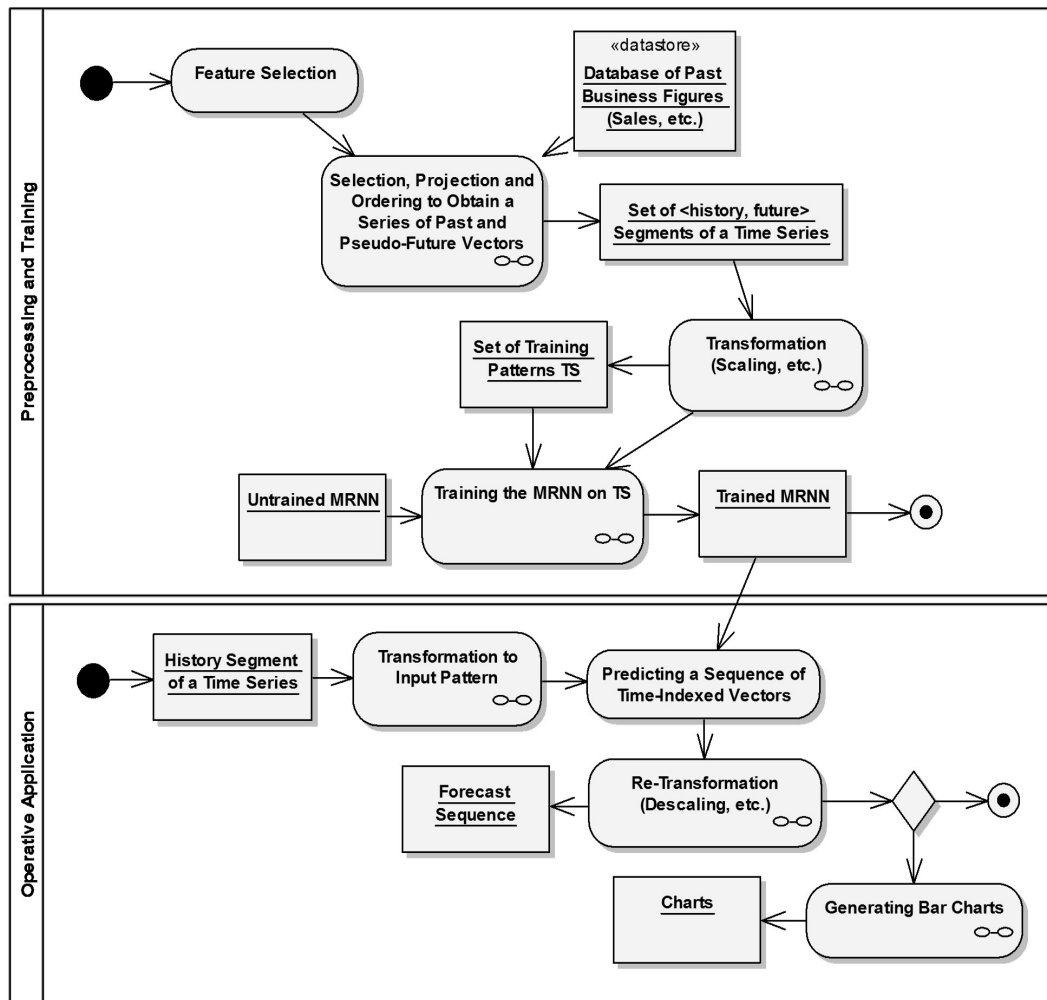 Preprocessing and Training
Feature Selection
«datastore»
Database of Past
Business Figures
(Sales, etc.)
Selection, Projection and
Ordering to Obtain a
Series of Past and
Pseudo-Future Vectors
Set of <history, future>
Segments of a Time Series
Transformation
(Scaling, etc.)
Set of Training
Patterns TS
Untrained MRNN
Training the MRNN on TS
Trained MRNN
Operative Application
History Segment
of a Time Series
Transformation to
Input Pattern
Predicting a Sequence of
Time-Indexed Vectors
Re-Transformation
(Descaling, etc.)
Forecast
Sequence
Generating Bar Charts
Charts